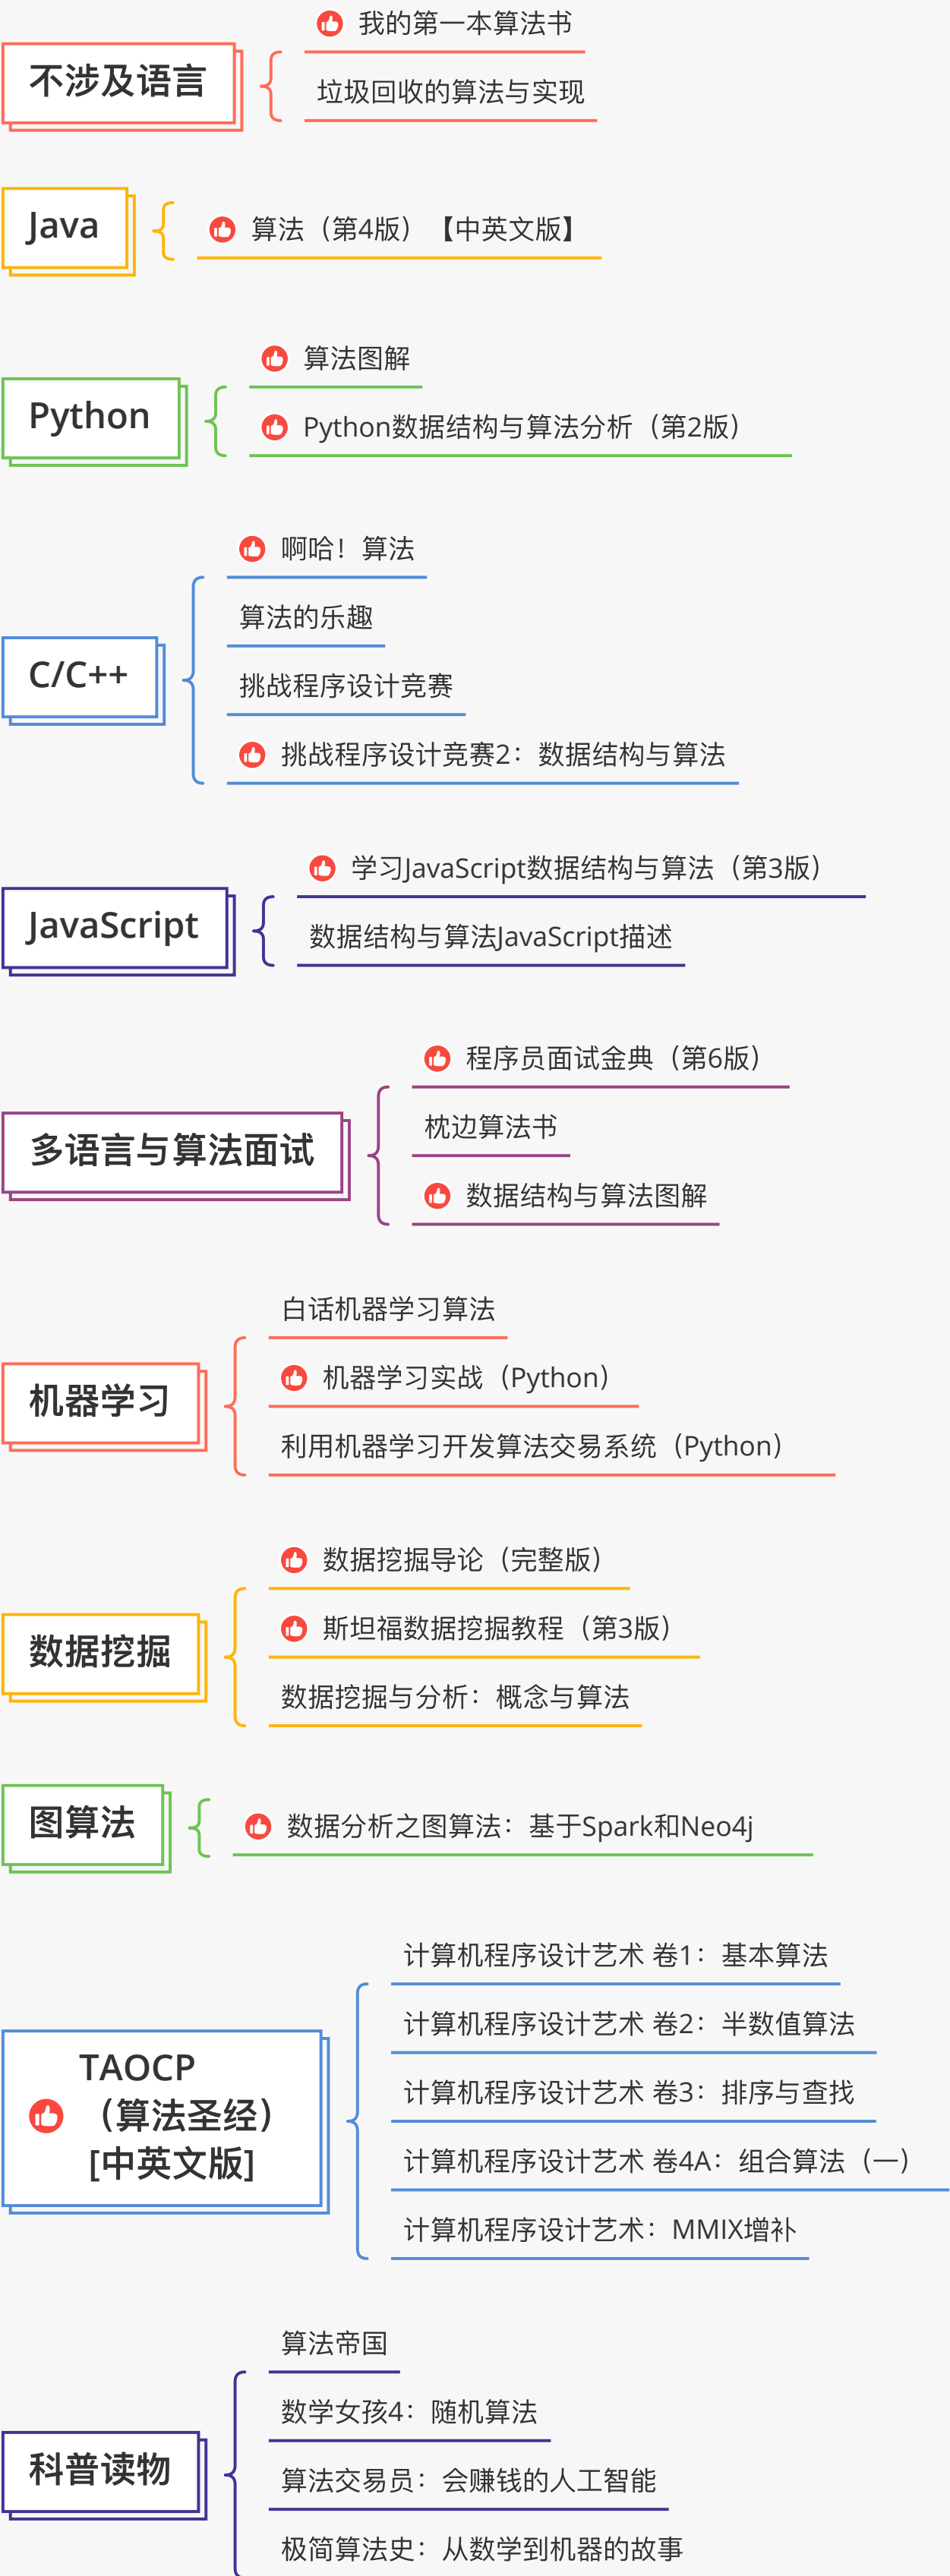 不涉及语言
我的第一本算法书
垃圾回收的算法与实现
Java
算法（第4版）【中英文版】
Python
算法图解
Python数据结构与算法分析（第2版）
C/C++
啊哈！算法
算法的乐趣
挑战程序设计竞赛
挑战程序设计竞赛2：数据结构与算法
JavaScript
学习JavaScript数据结构与算法（第3版）
数据结构与算法JavaScript描述
多语言与算法面试
程序员面试金典（第6版）
枕边算法书
数据结构与算法图解
机器学习
白话机器学习算法
机器学习实战（Python）
利用机器学习开发算法交易系统（Python）
数据挖掘
数据挖掘导论（完整版）
斯坦福数据挖掘教程（第3版）
数据挖掘与分析：概念与算法
图算法
数据分析之图算法：基于Spark和Neo4j
TAOCP
（算法圣经）
[中英文版]
计算机程序设计艺术 卷1：基本算法
计算机程序设计艺术 卷2：半数值算法
计算机程序设计艺术 卷3：排序与查找
计算机程序设计艺术 卷4A：组合算法（一）
计算机程序设计艺术：MMIX增补
科普读物
算法帝国
数学女孩4：随机算法
算法交易员：会赚钱的人工智能
极简算法史：从数学到机器的故事